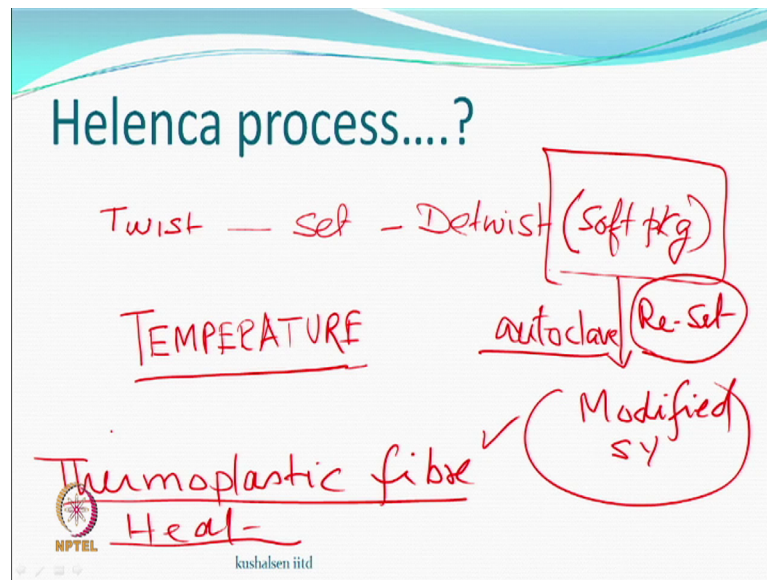 Helenca process....?
Twist — set - Detwist (soft pkg)
TEMPERATURE
autoclave Re-set
Modified
SY
Thermoplastic fibre
Heat-
NPTEL
kushalsen iitd